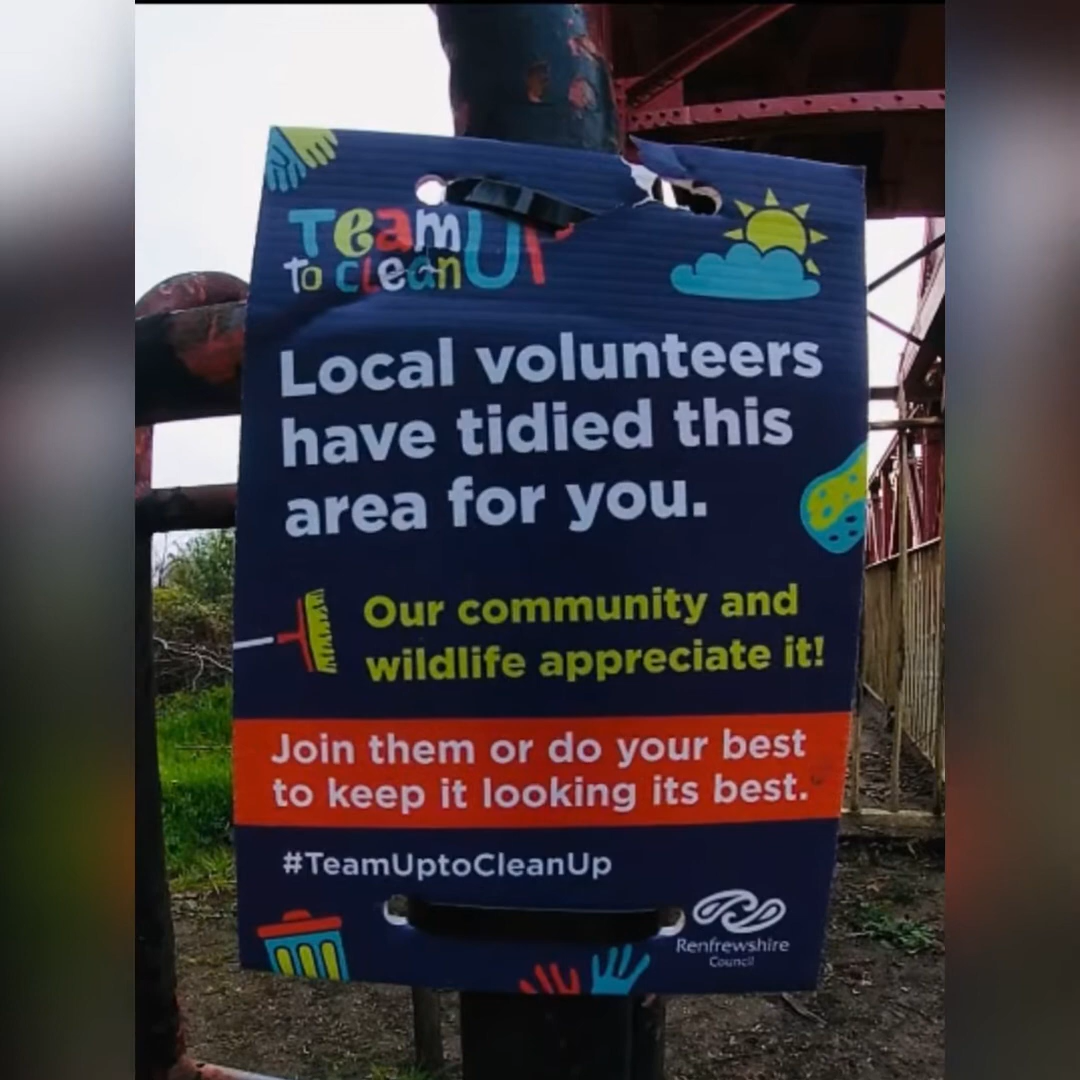 Team UP
to clean
Local volunteers
have tidied this
area for you.
Our community and
wildlife appreciate it!
Join them or do your best
to keep it looking its best.
#TeamUptoCleanUp
Renfrewshire
Council